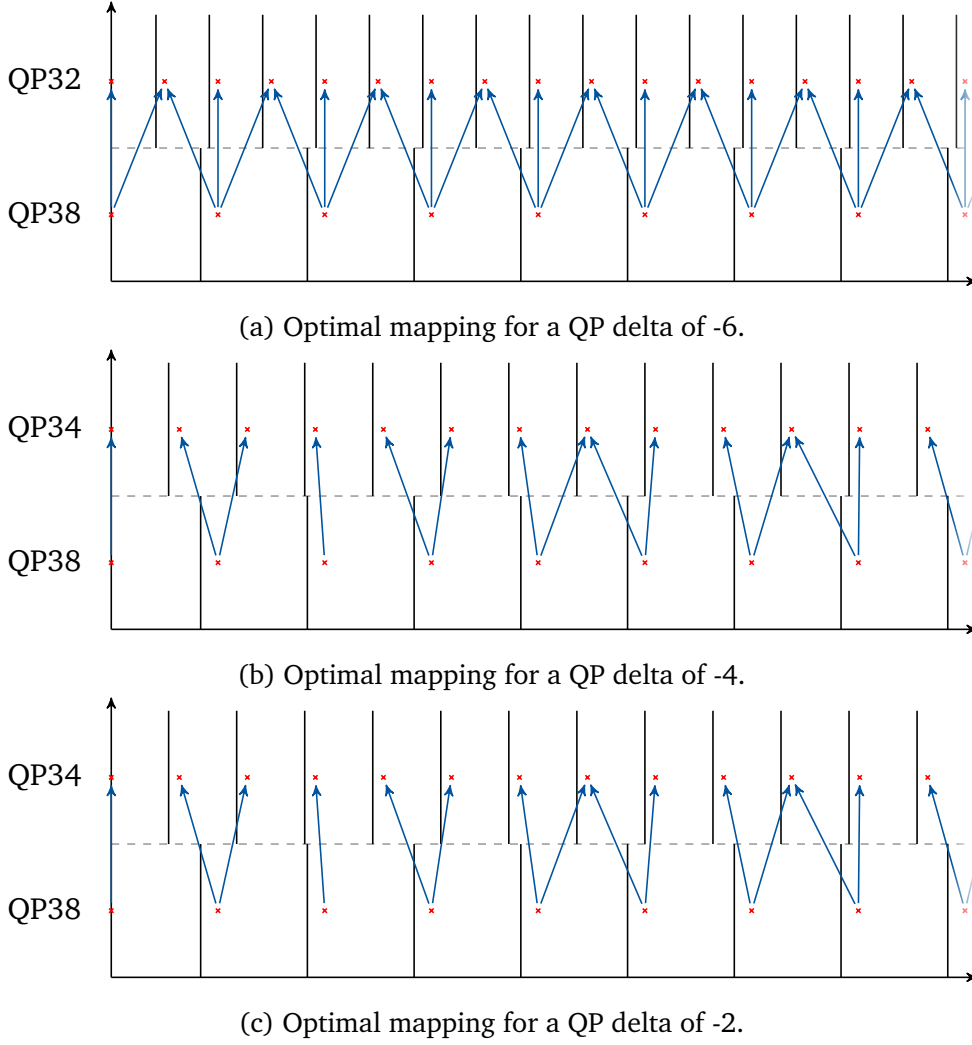 QP32
QP38
(a) Optimal mapping for a QP delta of -6.
QP34
QP38
(b) Optimal mapping for a QP delta of -4.
QP34
QP38
(c) Optimal mapping for a QP delta of -2.